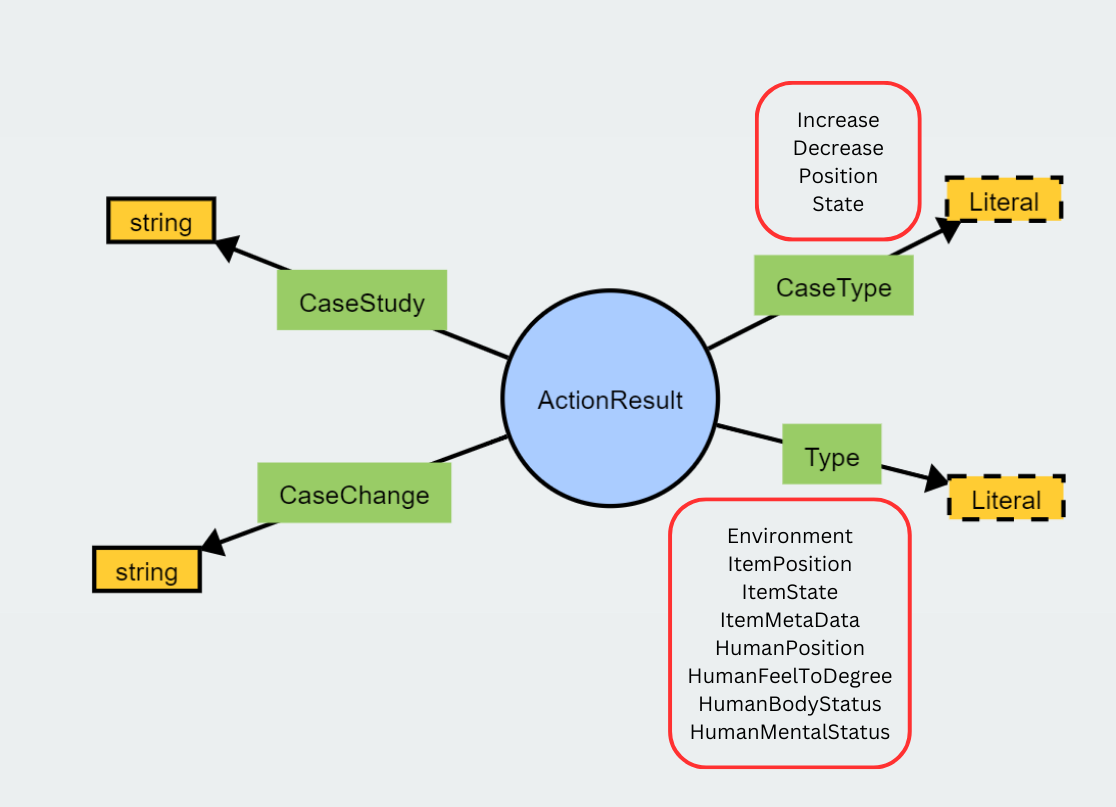 Increase
Decrease
Position
State
Literal
string
CaseStudy
CaseType
ActionResult
Type
CaseChange
Literal
string
Environment
ItemPosition
ItemState
ItemMetaData
HumanPosition
HumanFeelToDegree
HumanBodyStatus
HumanMentalStatus